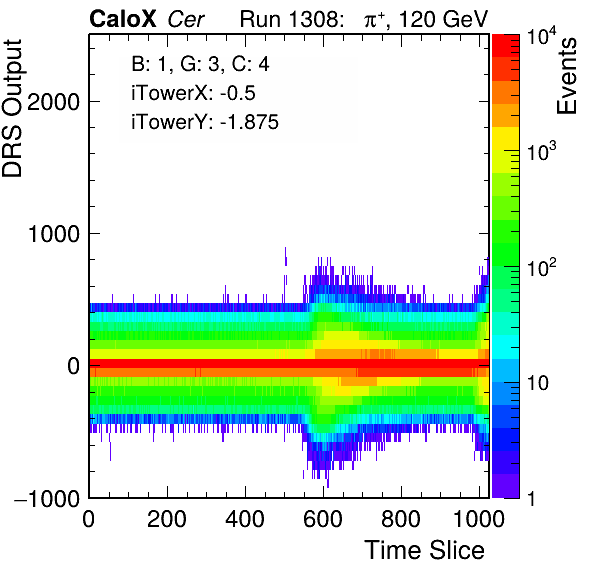 CaloX Cer Run 1308: π⁺, 120 GeV
B: 1, G: 3, C: 4
iTowerX: -0.5
iTowerY: -1.875
DRS Output
2000
1000
0
−1000
0 200 400 600 800 1000
Time Slice
Events
10⁴
10³
10²
10
1